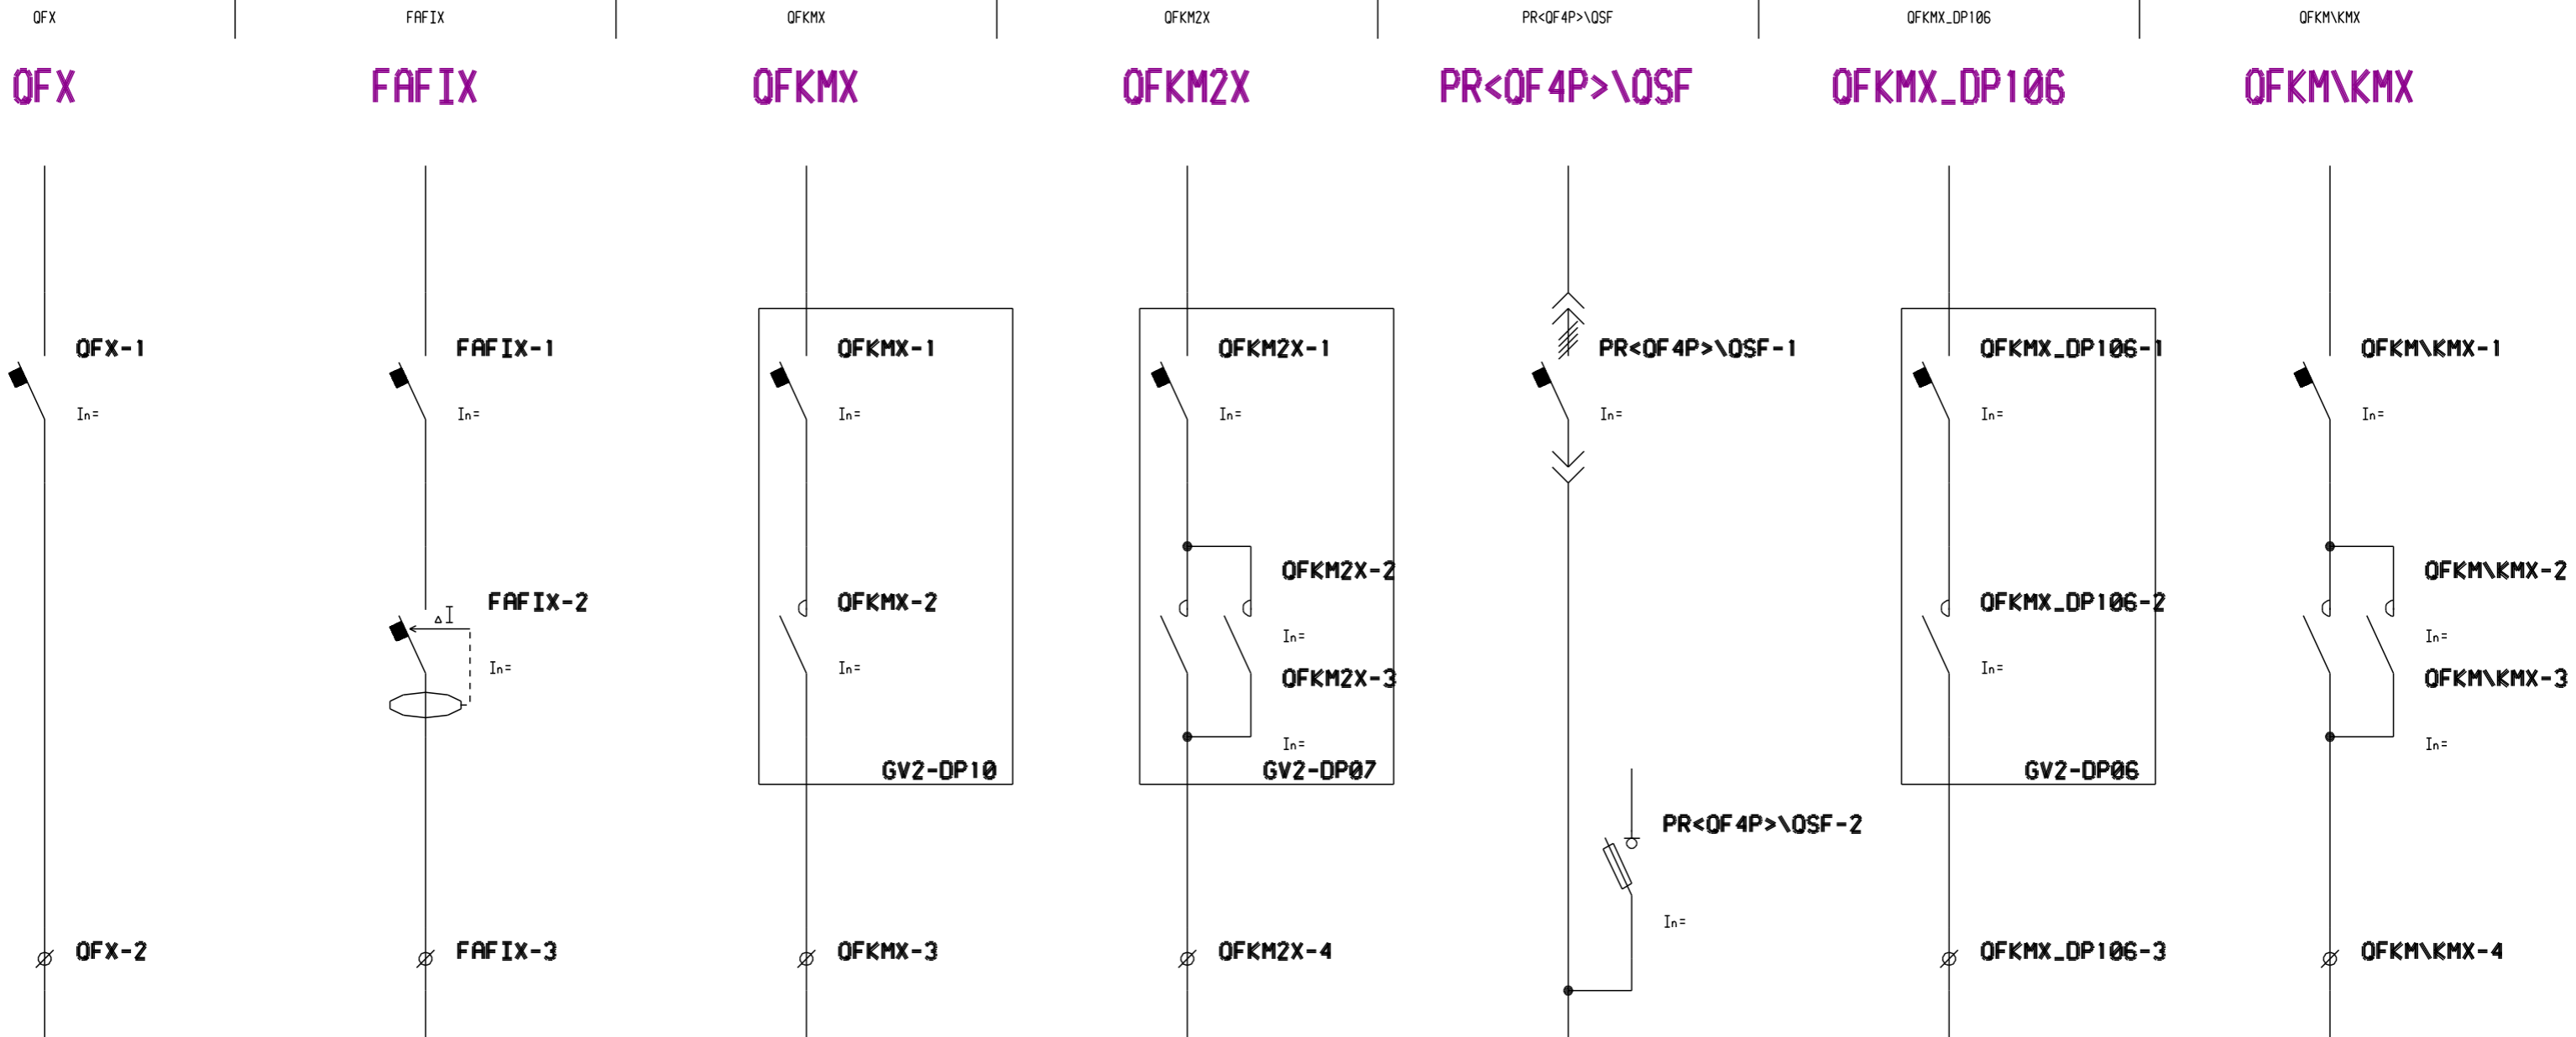 QFX FAFIX QFKMX QFKM2X PR<QF4P>\QSF QFKMX_DP106 QFKM\KMX
QFX FAFIX QFKMX QFKM2X PR<QF4P>\QSF QFKMX_DP106 QFKM\KMX
QFX-1 FAFIX-1 QFKMX-1 QFKM2X-1 PR<QF4P>\QSF-1 QFKMX_DP106-1 QFKM\KMX-1
In= In= In= In= In= In= In=
QFKM2X-2 QFKM\KMX-2
FAFIX-2 QFKMX-2 QFKMX_DP106-2
△I
In= In=
In= In= In=
QFKM2X-3 QFKM\KMX-3
In= In=
GV2-DP10 GV2-DP07 GV2-DP06
PR<QF4P>\QSF-2
In=
QFX-2 FAFIX-3 QFKMX-3 QFKM2X-4 QFKMX_DP106-3 QFKM\KMX-4